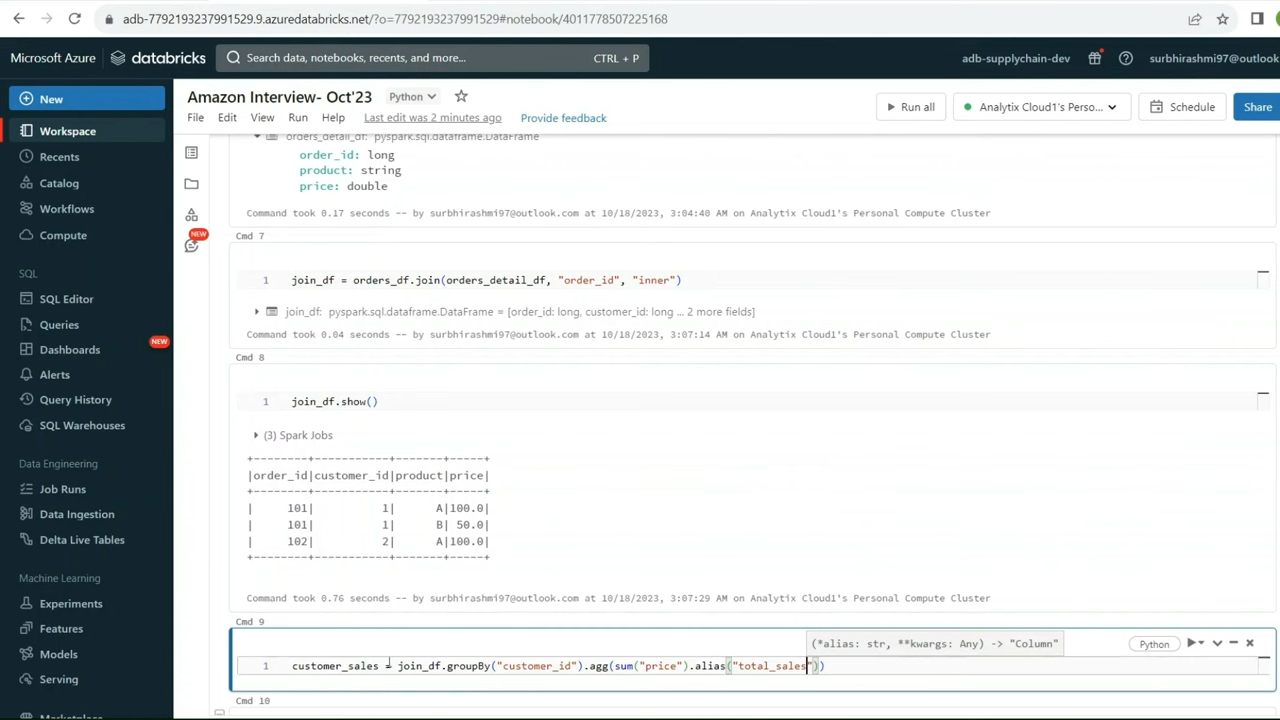 adb-7792193237991529.9.azuredatabricks.net/?o=7792193237991529#notebook/4011778507225168
Microsoft Azure databricks Search data, notebooks, recents, and more... CTRL + P adb-supplychain-dev surbhirashmi97@outlook
New
Workspace
Recents
Catalog
Workflows
Compute
SQL
SQL Editor
Queries
Dashboards NEW
Alerts
Query History
SQL Warehouses
Data Engineering
Job Runs
Data Ingestion
Delta Live Tables
Machine Learning
Experiments
Features
Models
Serving
Marketplace
Amazon Interview- Oct'23 Python
File Edit View Run Help Last edit was 2 minutes ago Provide feedback
Run all Analytix Cloud1's Perso... Schedule Share
NEW
orders_detail_df: pyspark.sql.dataframe.DataFrame
order_id: long
product: string
price: double
Command took 0.17 seconds -- by surbhirashmi97@outlook.com at 10/18/2023, 3:04:40 AM on Analytix Cloud1's Personal Compute Cluster
Cmd 7
1 join_df = orders_df.join(orders_detail_df, "order_id", "inner")
join_df: pyspark.sql.dataframe.DataFrame = [order_id: long, customer_id: long ... 2 more fields]
Command took 0.04 seconds -- by surbhirashmi97@outlook.com at 10/18/2023, 3:07:14 AM on Analytix Cloud1's Personal Compute Cluster
Cmd 8
1 join_df.show()
(3) Spark Jobs
+--------+-----------+-------+-----+
|order_id|customer_id|product|price|
+--------+-----------+-------+-----+
| 101| 1| A|100.0|
| 101| 1| B| 50.0|
| 102| 2| A|100.0|
+--------+-----------+-------+-----+
Command took 0.76 seconds -- by surbhirashmi97@outlook.com at 10/18/2023, 3:07:29 AM on Analytix Cloud1's Personal Compute Cluster
Cmd 9
(*alias: str, **kwargs: Any) -> "Column"
Python
1 customer_sales = join_df.groupBy("customer_id").agg(sum("price").alias("total_sales"))
Cmd 10